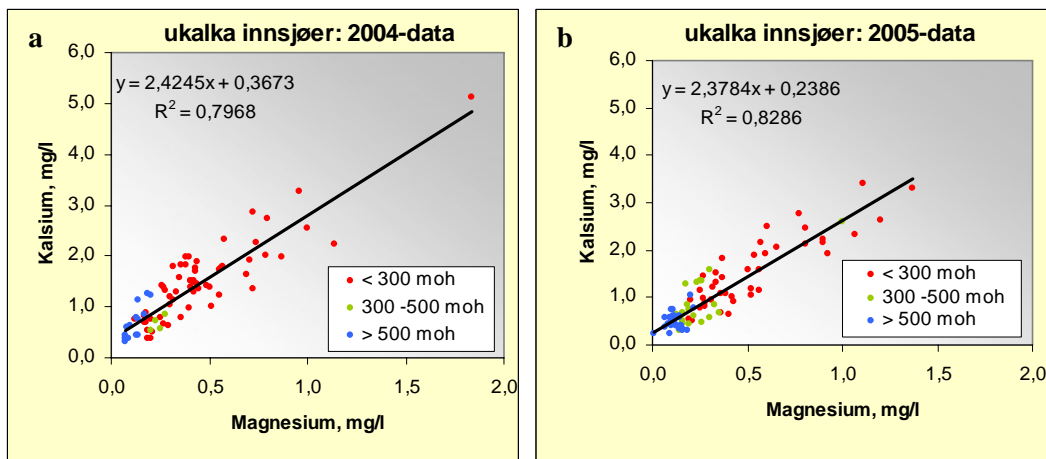 a
ukalka innsjøer: 2004-data
y = 2,4245x + 0,3673
R² = 0,7968
Kalsium, mg/l
6,0
5,0
4,0
3,0
2,0
1,0
0,0
0,0 0,5 1,0 1,5 2,0
Magnesium, mg/l
< 300 moh
300 -500 moh
> 500 moh
b
ukalka innsjøer: 2005-data
y = 2,3784x + 0,2386
R² = 0,8286
Kalsium, mg/l
6,0
5,0
4,0
3,0
2,0
1,0
0,0
0,0 0,5 1,0 1,5 2,0
Magnesium, mg/l
< 300 moh
300 -500 moh
> 500 moh